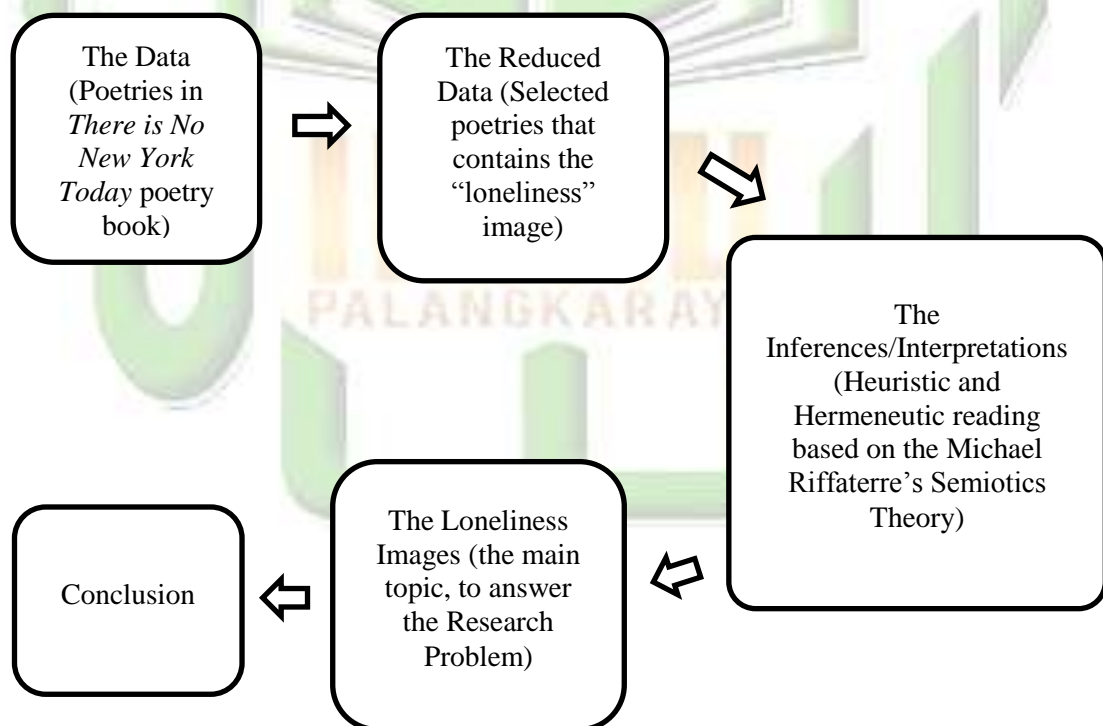 The Data
(Poetries in
There is No
New York
Today poetry
book)
The Reduced
Data (Selected
poetries that
contains the
“loneliness”
image)
The
Inferences/Interpretations
(Heuristic and
Hermeneutic reading
based on the Michael
Riffaterre’s Semiotics
Theory)
The Loneliness
Images (the main
topic, to answer
the Research
Problem)
Conclusion